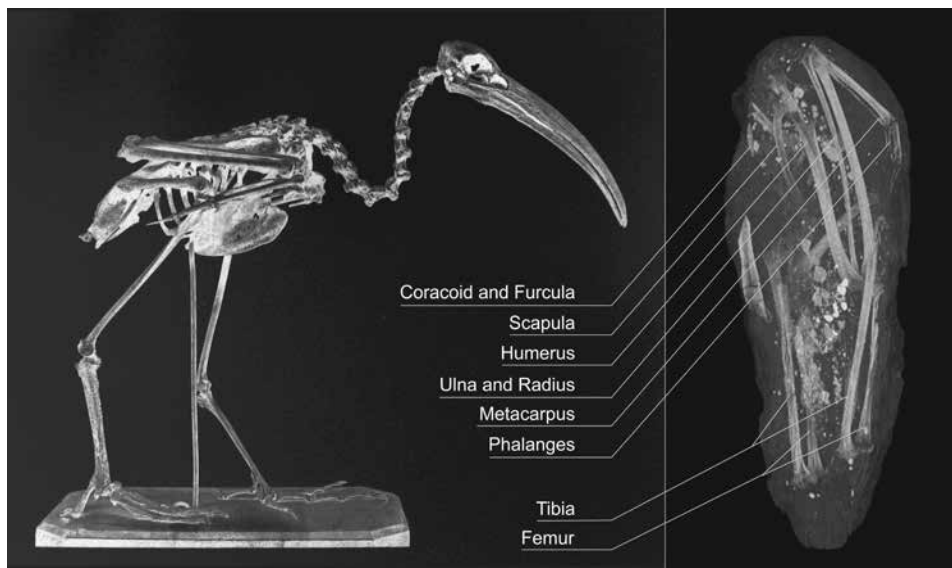 Coracoid and Furcula
Scapula
Humerus
Ulna and Radius
Metacarpus
Phalanges
Tibia
Femur